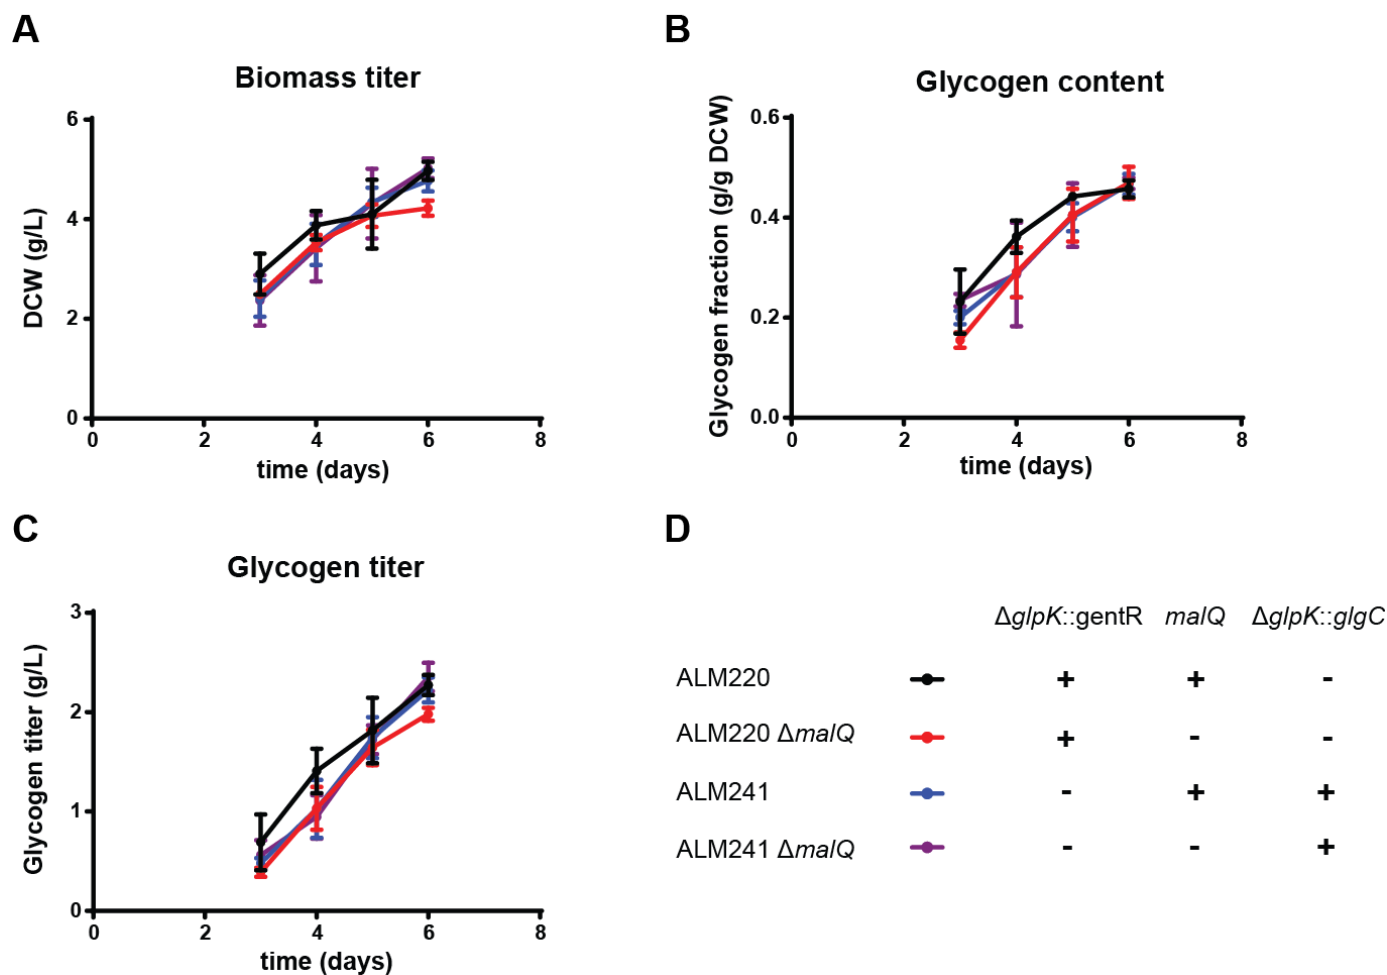 A
Biomass titer
DCW (g/L)
6
4
2
0
0 2 4 6 8
time (days)
B
Glycogen content
Glycogen fraction (g/g DCW)
0.6
0.4
0.2
0.0
0 2 4 6 8
time (days)
C
Glycogen titer
Glycogen titer (g/L)
3
2
1
0
0 2 4 6 8
time (days)
D
ΔglpK::gentR malQ ΔglpK::glgC
ALM220 + + -
ALM220 ΔmalQ + - -
ALM241 - + +
ALM241 ΔmalQ - - +